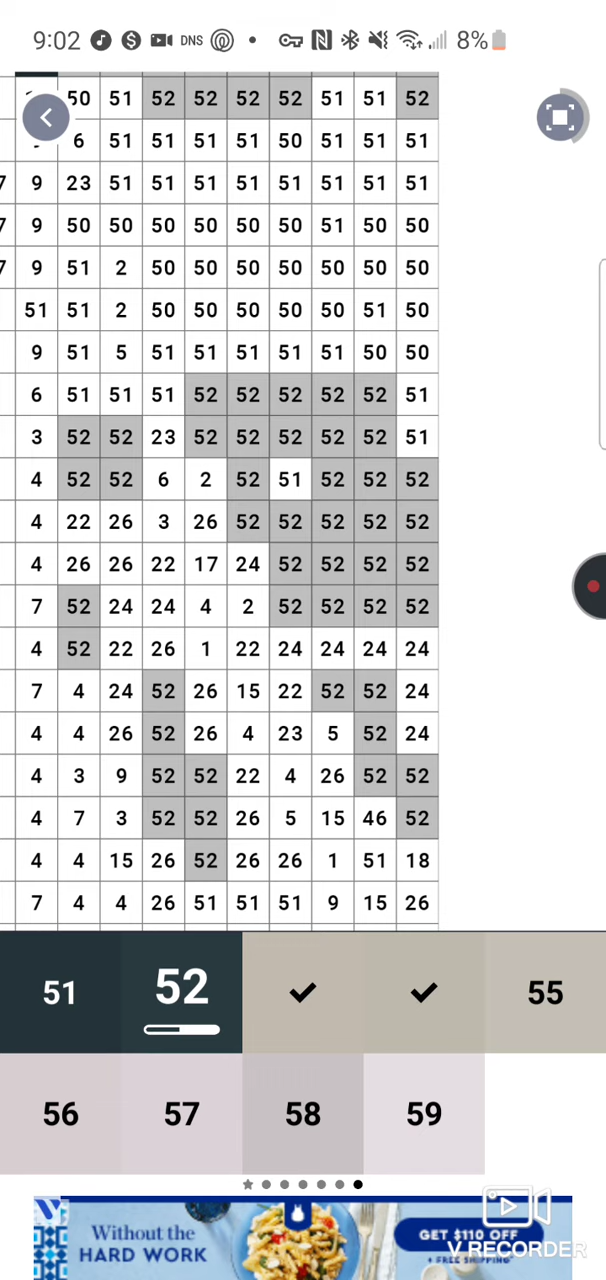 9:02 DNS 8%
50 51 52 52 52 52 51 51 52
6 51 51 51 51 50 51 51 51
7 9 23 51 51 51 51 51 51 51 51
7 9 50 50 50 50 50 50 51 50 50
7 9 51 2 50 50 50 50 50 50 50
51 51 2 50 50 50 50 50 51 50
9 51 5 51 51 51 51 51 50 50
6 51 51 51 52 52 52 52 52 51
3 52 52 23 52 52 52 52 52 51
4 52 52 6 2 52 51 52 52 52
4 22 26 3 26 52 52 52 52 52
4 26 26 22 17 24 52 52 52 52
7 52 24 24 4 2 52 52 52 52
4 52 22 26 1 22 24 24 24 24
7 4 24 52 26 15 22 52 52 24
4 4 26 52 26 4 23 5 52 24
4 3 9 52 52 22 4 26 52 52
4 7 3 52 52 26 5 15 46 52
4 4 15 26 52 26 26 1 51 18
7 4 4 26 51 51 51 9 15 26
51 52 55
56 57 58 59
Without the
HARD WORK
GET $110 OFF
+ FREE SHIPPING
V RECORDER